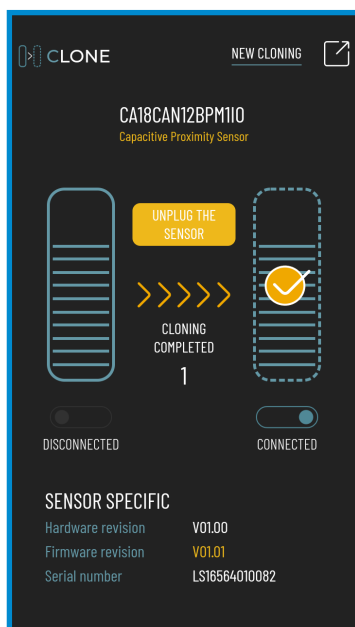 CLONE
NEW CLONING
CA18CAN12BPM1IO
Capacitive Proximity Sensor
UNPLUG THE
SENSOR
CLONING
COMPLETED
1
DISCONNECTED
CONNECTED
SENSOR SPECIFIC
Hardware revision V01.00
Firmware revision V01.01
Serial number LS16564010082